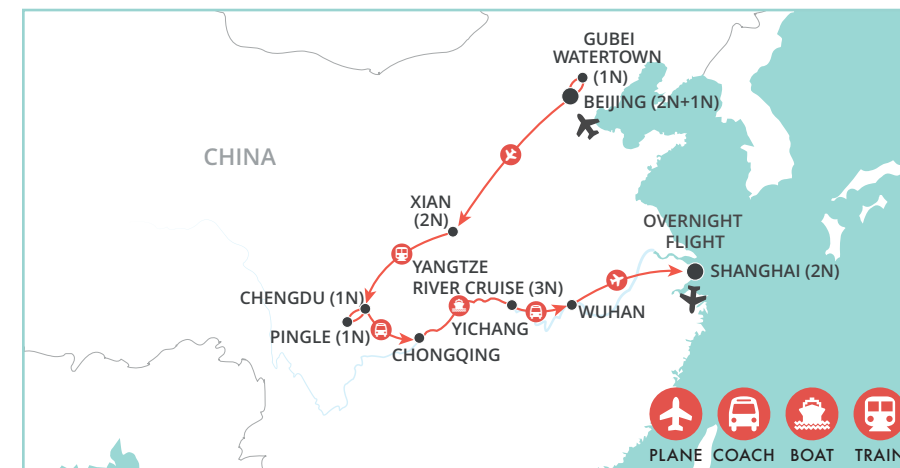 GUBEI
WATERTOWN
(1N)
BEIJING (2N+1N)
CHINA
XIAN
(2N)
OVERNIGHT
FLIGHT
YANGTZE
RIVER CRUISE (3N)
SHANGHAI (2N)
CHENGDU (1N)
PINGLE (1N)
YICHANG
WUHAN
CHONGQING
PLANE
COACH
BOAT
TRAIN